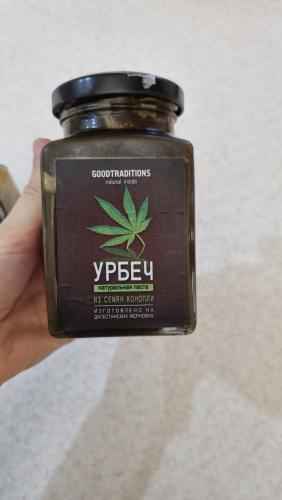 GOODTRADITIONS
natural inside
УРБЕЧ
натуральная паста
ИЗ СЕМЯН КОНОПЛИ
ИЗГОТОВЛЕНО НА
ДАГЕСТАНСКИХ ЖЕРНОВАХ